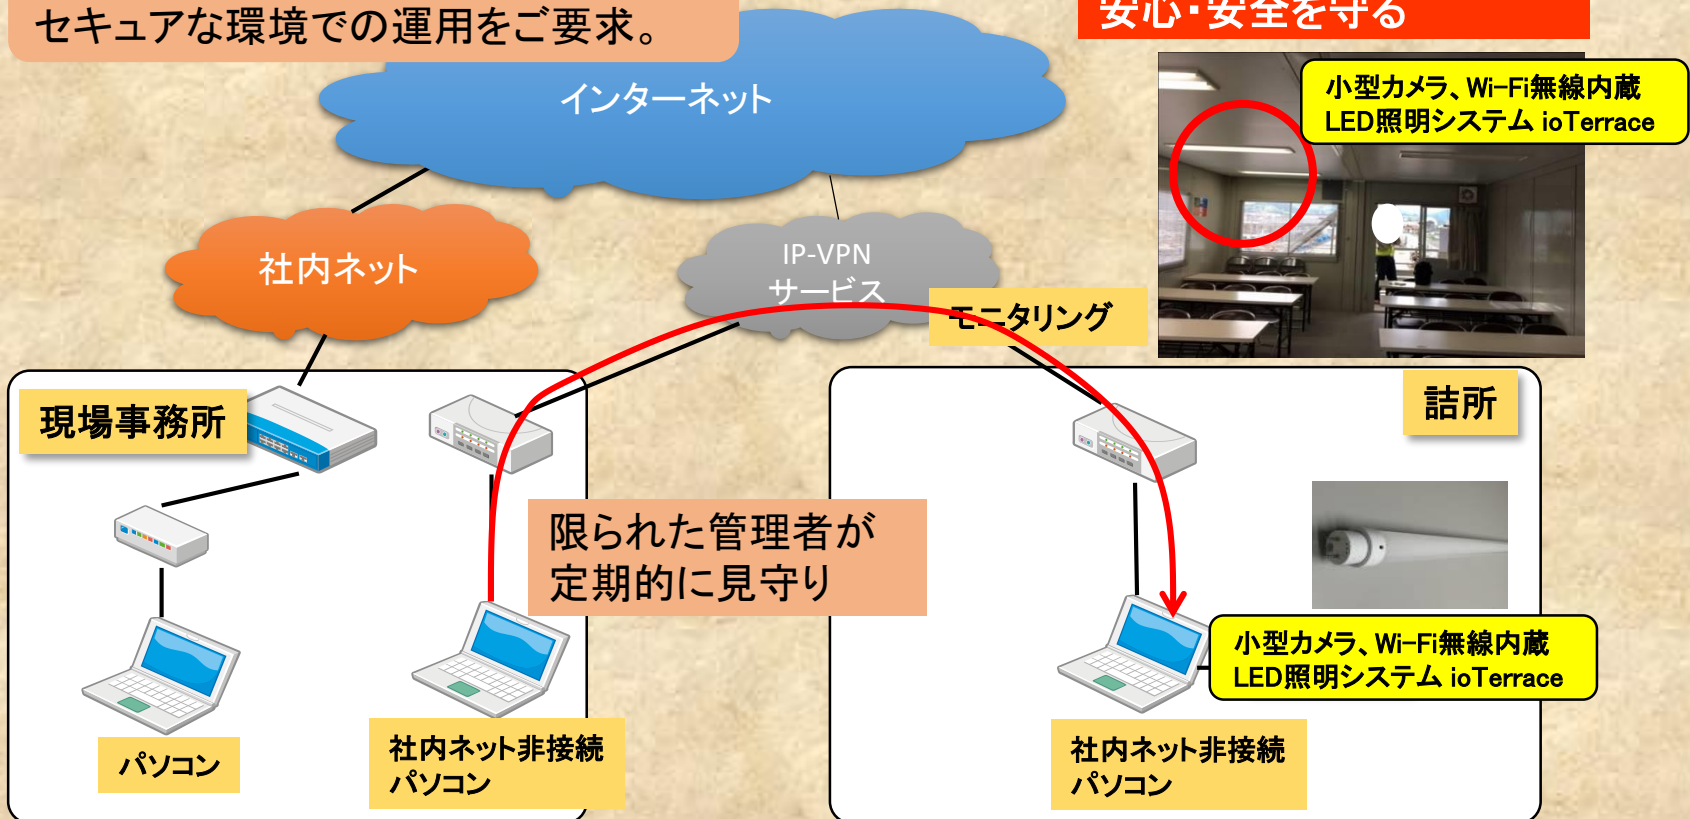 セキュアな環境での運用をご要求。
安心・安全を守る
インターネット
小型カメラ、Wi-Fi無線内蔵
LED照明システム ioTerrace
社内ネット
IP-VPN
サービス
モニタリング
現場事務所
詰所
限られた管理者が
定期的に見守り
小型カメラ、Wi-Fi無線内蔵
LED照明システム ioTerrace
パソコン
社内ネット非接続
パソコン
社内ネット非接続
パソコン